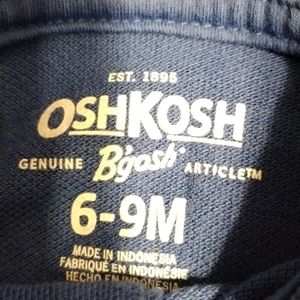 EST. 1895
OSHKOSH
GENUINE B'gosh ARTICLE™
6-9M
MADE IN INDONESIA
FABRIQUÉ EN INDONÉSIE
HECHO EN INDONESIA